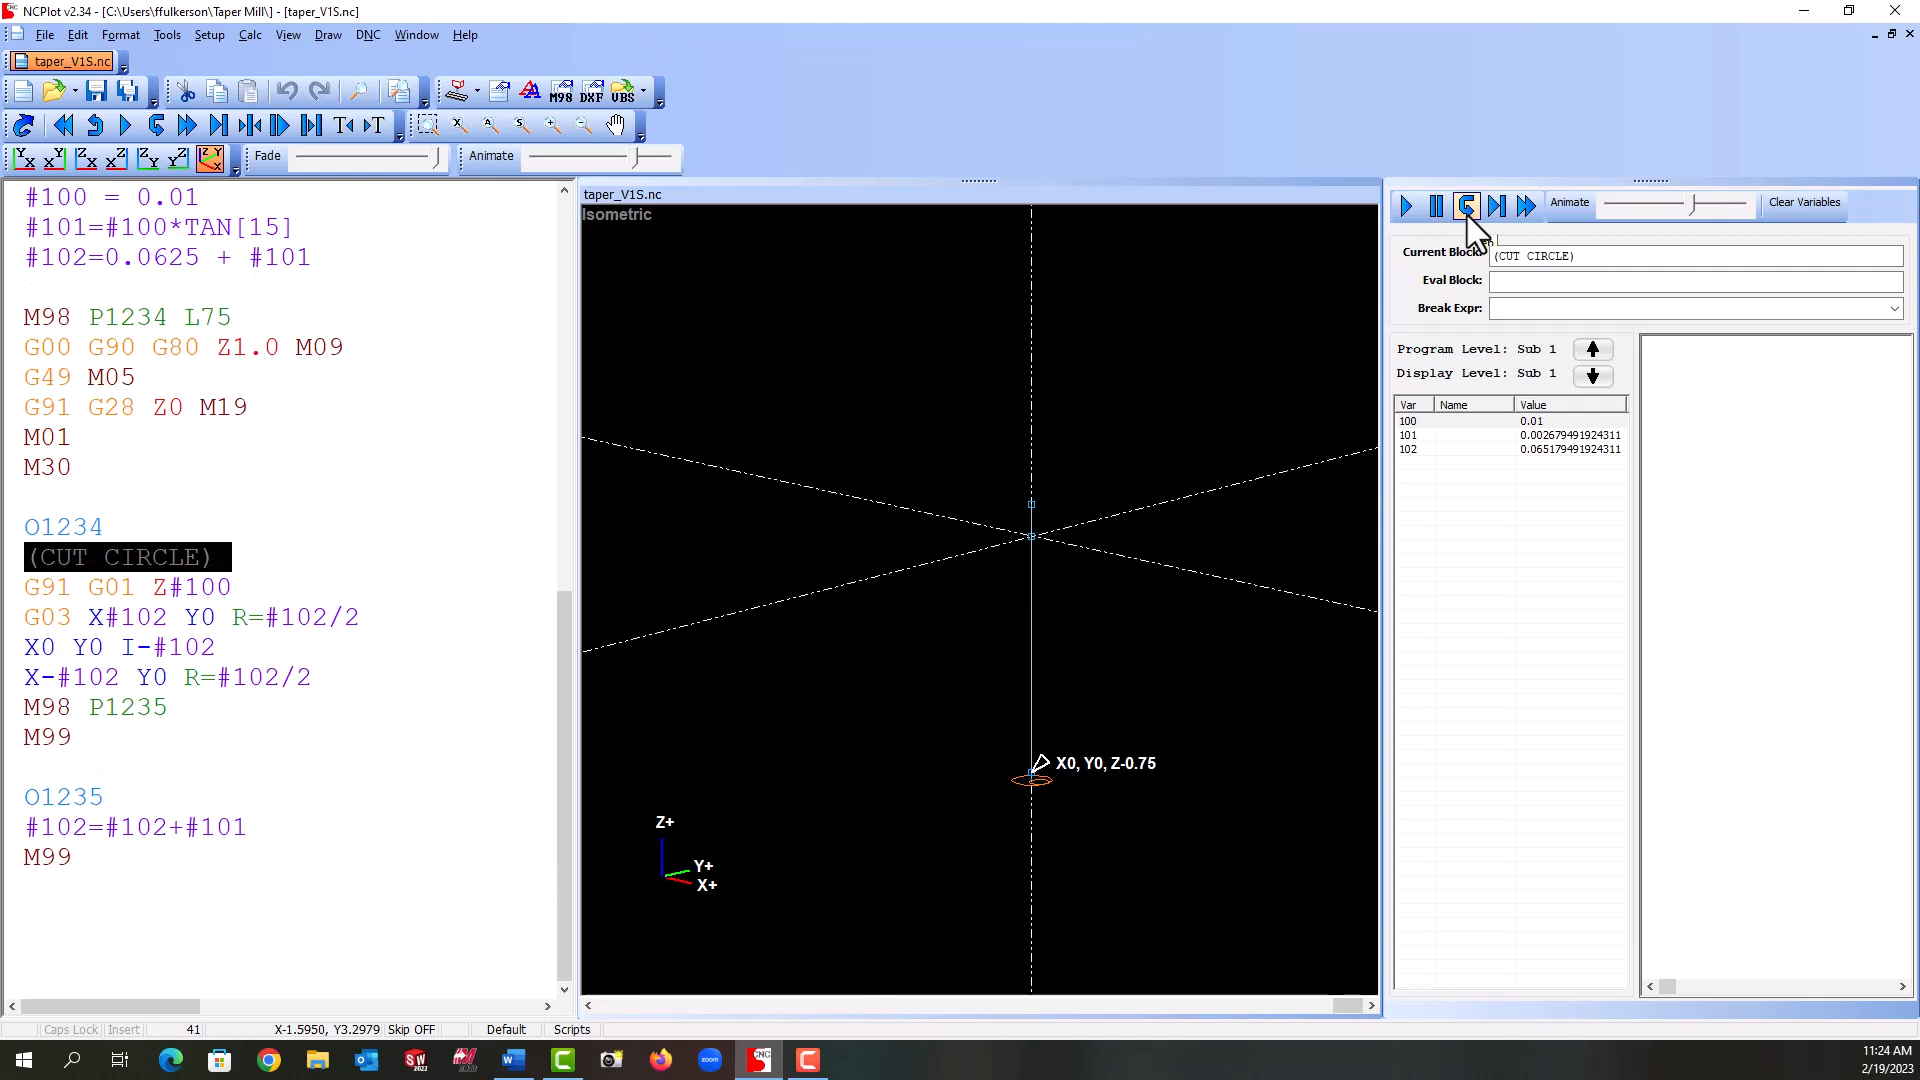 NCPlot v2.34 - [C:\Users\ffulkerson\Taper Mill\] - [taper_V1S.nc]
File Edit Format Tools Setup Calc View Draw DNC Window Help
taper_V1S.nc
M98 DXF VBS
Fade Animate
#100 = 0.01
#101=#100*TAN[15]
#102=0.0625 + #101
M98 P1234 L75
G00 G90 G80 Z1.0 M09
G49 M05
G91 G28 Z0 M19
M01
M30
O1234
(CUT CIRCLE)
G91 G01 Z#100
G03 X#102 Y0 R=#102/2
X0 Y0 I-#102
X-#102 Y0 R=#102/2
M98 P1235
M99
O1235
#102=#102+#101
M99
taper_V1S.nc
Isometric
X0, Y0, Z-0.75
Z+
Y+
X+
Animate Clear Variables
Current Block: (CUT CIRCLE)
Eval Block:
Break Expr:
Program Level: Sub 1
Display Level: Sub 1
Var Name Value
100 0.01
101 0.002679491924311
102 0.065179491924311
Caps Lock Insert 41 X-1.5950, Y3.2979 Skip OFF Default Scripts
11:24 AM
2/19/2023